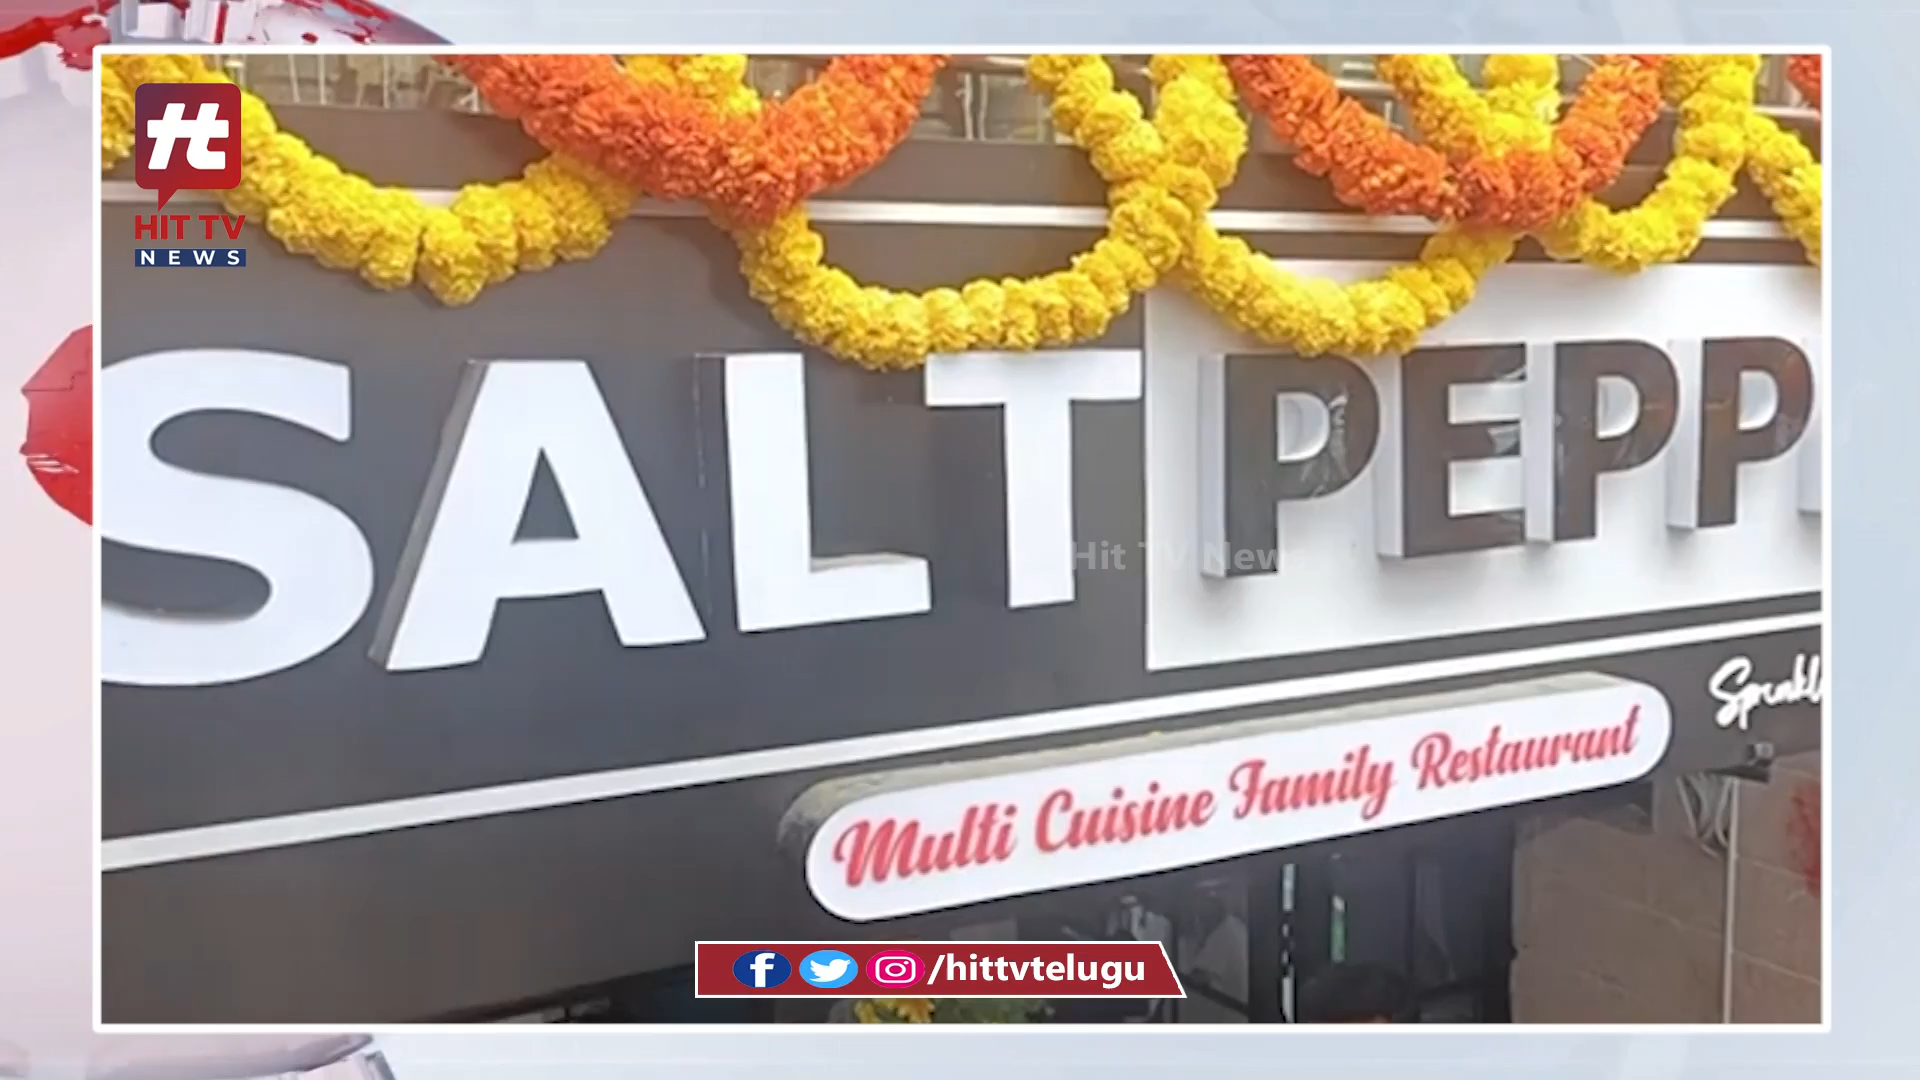 HIT TV
NEWS
SALT PEPP
Hit TV News
Multi Cuisine Family Restaurant
/hittvtelugu